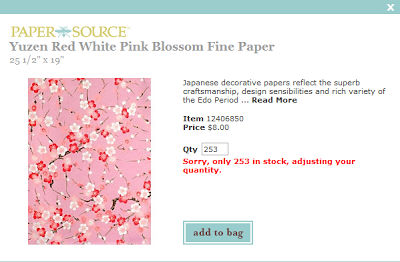 x
PAPER SOURCE
Yuzen Red White Pink Blossom Fine Paper
25 1/2" x 19"
Japanese decorative papers reflect the superb
craftsmanship, design sensibilities and rich variety of
the Edo Period ... Read More
Item 12406850
Price $8.00
Qty 253
Sorry, only 253 in stock, adjusting your
quantity.
add to bag